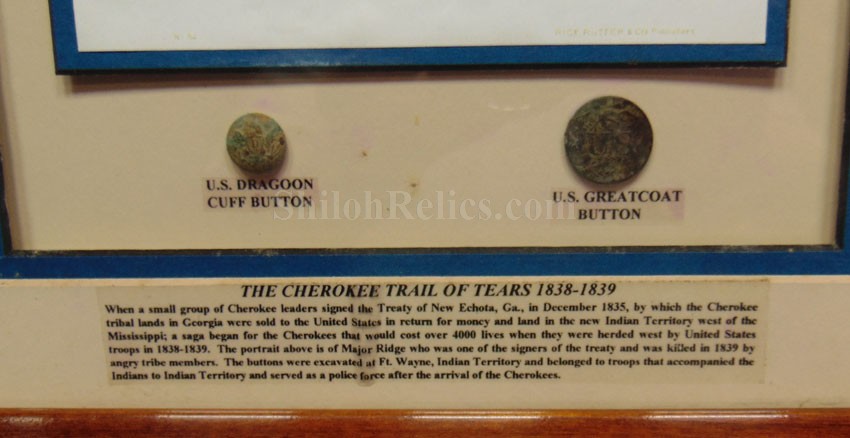 U.S. DRAGOON
CUFF BUTTON
U.S. GREATCOAT
BUTTON
ShilohRelics.com
THE CHEROKEE TRAIL OF TEARS 1838-1839
When a small group of Cherokee leaders signed the Treaty of New Echota, Ga., in December 1835, by which the Cherokee
tribal lands in Georgia were sold to the United States in return for money and land in the new Indian Territory west of the
Mississippi; a saga began for the Cherokees that would cost over 4000 lives when they were herded west by United States
troops in 1838-1839. The portrait above is of Major Ridge who was one of the signers of the treaty and was killed in 1839 by
angry tribe members. The buttons were excavated at Ft. Wayne, Indian Territory and belonged to troops that accompanied the
Indians to Indian Territory and served as a police force after the arrival of the Cherokees.